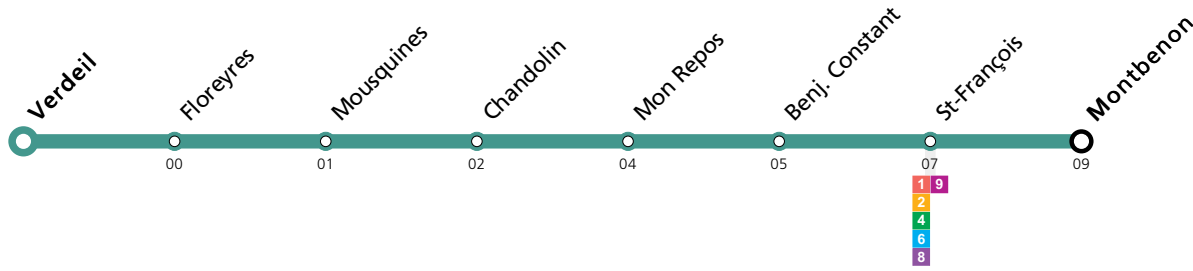 Verdeil
Floreyres
Mousquines
Chandolin
Mon Repos
Benj. Constant
St-François
Montbenon
00
01
02
04
05
07
09
1 9
2
4
6
8